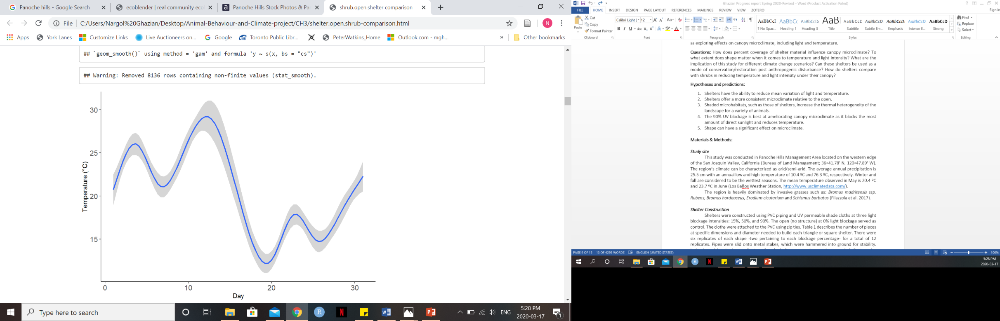 Panoche hills - Google Search
ecoblender | real community eco
Panoche Hills Stock Photos & Pa
shrub.open.shelter comparison
File | C:/Users/Nargol%20Ghazian/Desktop/Animal-Behaviour-and-Climate-project/CH3/shelter.open.shrub-comparison.html
N
Apps
York Lanes
Customize Links
Live Auctioneers on...
Google
Toronto Public Libr...
PeterWatkins_Home
Outlook.com - mgh...
»
Other bookmarks
## `geom_smooth()` using method = 'gam' and formula 'y ~ s(x, bs = "cs")'
## Warning: Removed 8136 rows containing non-finite values (stat_smooth).
30
25
20
15
Temperature (°C)
0 10 20 30
Day
Type here to search
ENG
5:28 PM
2020-03-17
1
Ghazian Progress report Spring 2020-Revised - Word (Product Activation Failed)
FILE HOME INSERT DESIGN PAGE LAYOUT REFERENCES MAILINGS REVIEW VIEW ZOTERO
Sign in
Paste
Cut
Copy
Format Painter
Clipboard
Calibri Light ( 12
Font
Paragraph
AaBbCcI AaBbCc AaBbCcDc AaBl AaBbCcE AaBbCcD AaBbCcD AaBbCcD AaBbCcD
¶ No Spac... Heading 1 Heading 3 Title Subtitle Subtle Em... Emphasis Intense E... Strong
Styles
Find
Replace
Select
Editing
as exploring effects on canopy microclimate, including light and temperature.
Questions: How does percent coverage of shelter material influence canopy microclimate? To
what extent does shape matter when it comes to temperature and light intensity? What are the
implication of this study for different climate change scenarios? Can these shelters be used as a
mode of conservation/restoration post anthropogenic disturbance? How do shelters compare
with shrubs in reducing temperature and light intensity under their canopy?
Hypotheses and predictions:
1. Shelters have the ability to reduce mean variation of light and temperature.
2. Shelters offer a more consistent microclimate relative to the open.
3. Shaded microhabitats, such as those of shelters, increase the thermal heterogeneity of the
landscape for a variety of animals.
4. The 90% UV blockage is best at ameliorating canopy microclimate as it blocks the most
amount of direct sunlight and reduces temperature.
5. Shape can have a significant effect on microclimate.
Materials & Methods:
Study site
This study was conducted in Panoche Hills Management Area located on the western edge
of the San Joaquin Valley, California (Bureau of Land Management; 36∘41.78′ N, 120∘47.89′ W).
The region's climate can be characterized as arid/semi-arid. The average annual precipitation is
25.5 cm with an annual low and high temperature of 10.4 ºC and 76.3 ºC, respectively. Winter and
fall are considered to be the wettest seasons. The mean temperature observed in May is 20.4 ºC
and 23.7 ºC in June (Los Baños Weather Station, http://www.usclimatedata.com/).
The region is heavily dominated by invasive grasses such as: Bromus madritensis ssp.
Rubens, Bromus hordeaceus, Erodium cicutarium and Schismus barbatus (Filazzola et al. 2017).
Shelter Construction
Shelters were constructed using PVC piping and UV permeable shade cloths at three light
blockage intensities: 15%, 50%, and 90%. The open (no structure) at 0% light blockage served as
control. The cloths were attached to the PVC using zip ties. Table 1 describes the number of pieces
at specific dimensions and diameter needed to build each triangle or square shelter. There were
six replicates of each shape -two pertaining to each blockage percentage- for a total of 12
replicates. Pipes were slid onto metal stakes, which were hammered into ground for stability.
PAGE 9 OF 15 13 OF 4293 WORDS ENGLISH (UNITED STATES)
100%
5:28 PM
2020-03-17